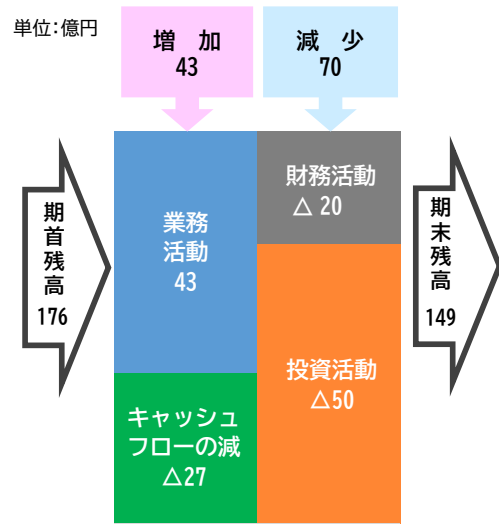 単位：億円
増　加
43
減　少
70
期首残高
176
業務
活動
43
財務活動
△ 20
キャッシュ
フローの減
△27
投資活動
△50
期末残高
149